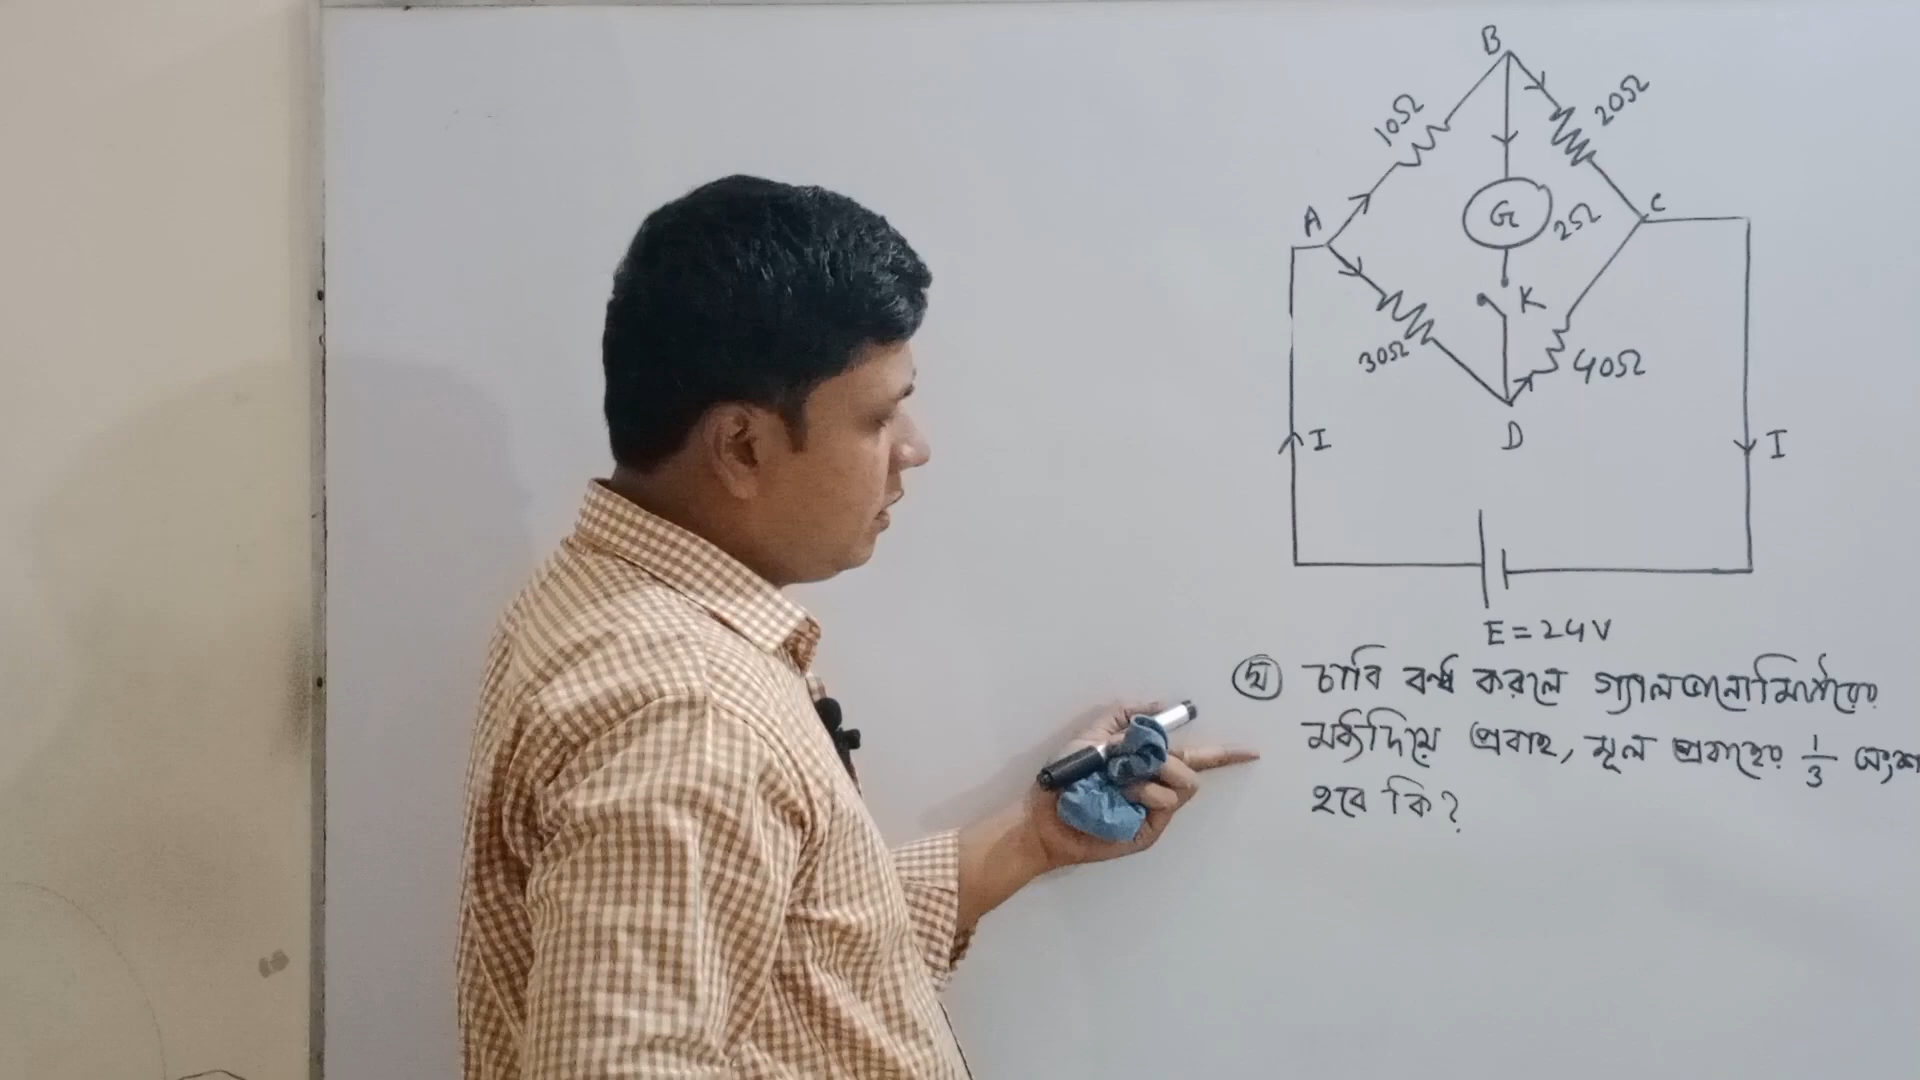 B
10Ω
20Ω
A
G
2Ω
C
K
30Ω
40Ω
D
I
I
E = 24V
ঘ চাবি বন্ধ করলে গ্যালভানোমিটারের
মধ্যদিয়ে প্রবাহ, মূল প্রবাহের 1/3 অংশ
হবে কি?